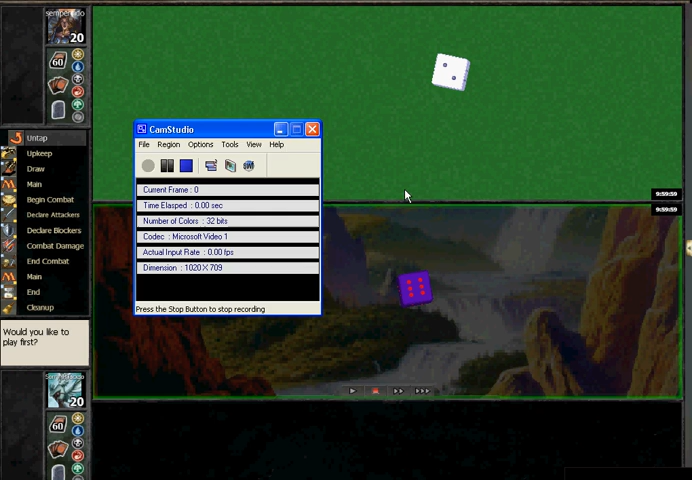 20
60
CamStudio
File Region Options Tools View Help
Current Frame : 0
Time Elasped : 0.00 sec
Number of Colors : 32 bits
Codec : Microsoft Video 1
Actual Input Rate : 0.00 fps
Dimension : 1020 X 709
Press the Stop Button to stop recording
9:59:59
9:59:59
Untap
Upkeep
Draw
Main
Begin Combat
Declare Attackers
Declare Blockers
Combat Damage
End Combat
Main
End
Cleanup
Would you like to
play first?
20
60